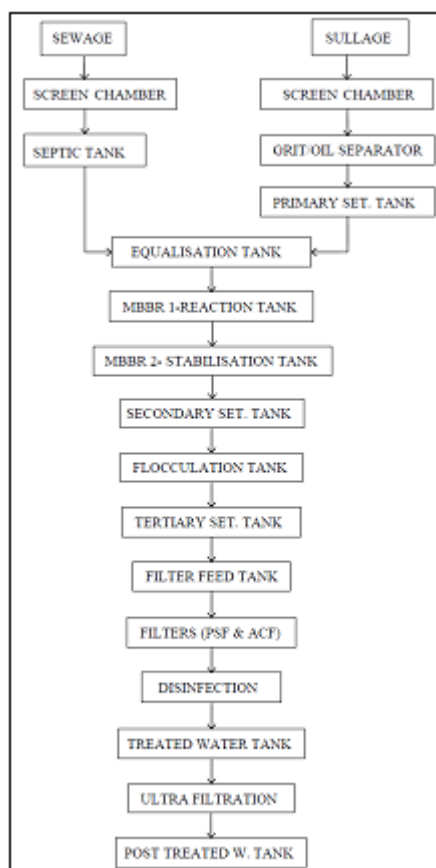 SEWAGE
SULLAGE
SCREEN CHAMBER
SCREEN CHAMBER
SEPTIC TANK
GRIT/OIL SEPARATOR
PRIMARY SET. TANK
EQUALISATION TANK
MBBR 1-REACTION TANK
MBBR 2- STABILISATION TANK
SECONDARY SET. TANK
FLOCCULATION TANK
TERTIARY SET. TANK
FILTER FEED TANK
FILTERS (PSF & ACF)
DISINFECTION
TREATED WATER TANK
ULTRA FILTRATION
POST TREATED W. TANK